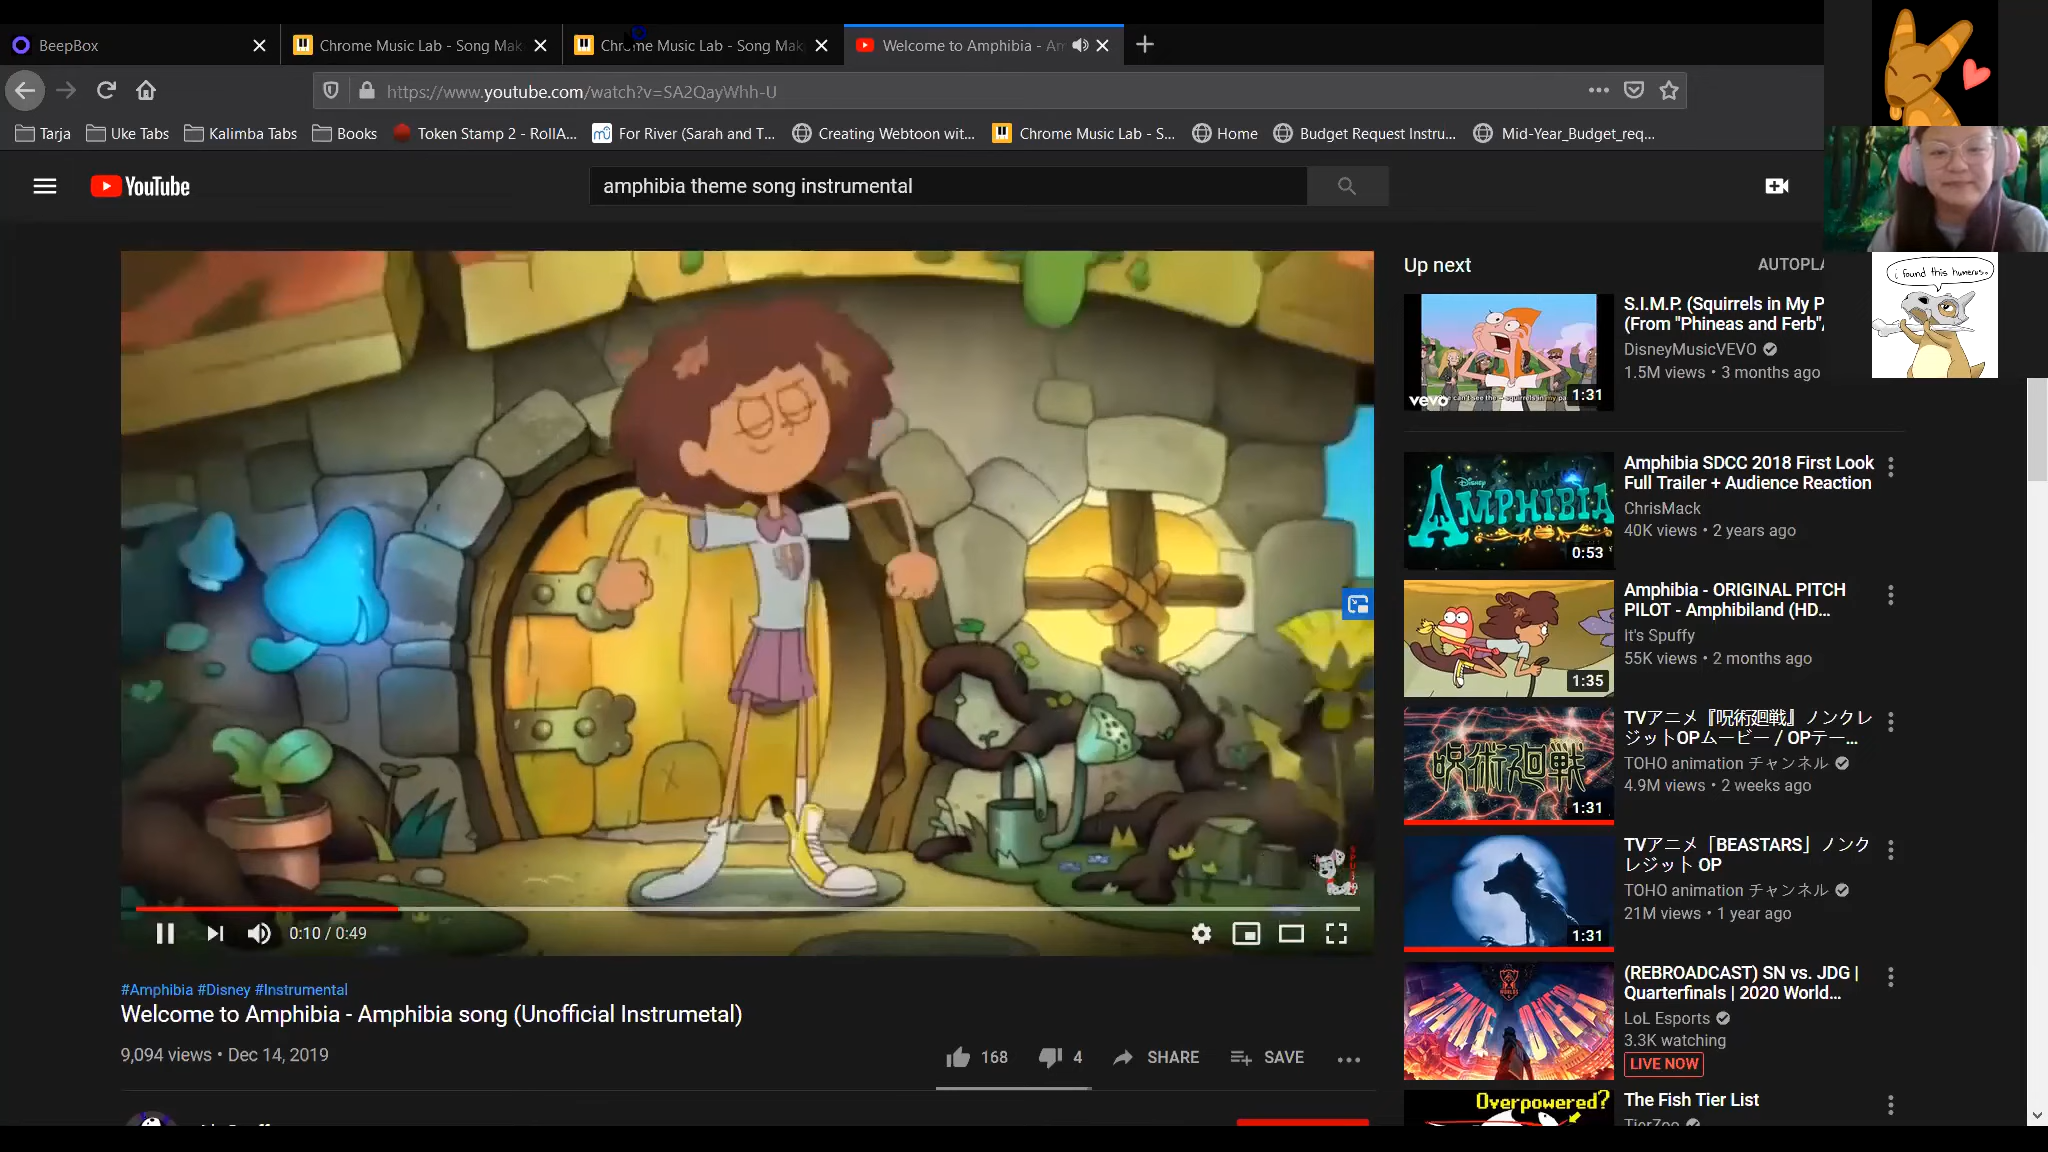 BeepBox
Chrome Music Lab - Song Mak
Chrome Music Lab - Song Mak
Welcome to Amphibia - Am
https://www.youtube.com/watch?v=SA2QayWhh-U
Tarja
Uke Tabs
Kalimba Tabs
Books
Token Stamp 2 - RollA...
For River (Sarah and T...
Creating Webtoon wit...
Chrome Music Lab - S...
Home
Budget Request Instru...
Mid-Year_Budget_req...
YouTube
amphibia theme song instrumental
i found this humerus.
0:10 / 0:49
#Amphibia #Disney #Instrumental
Welcome to Amphibia - Amphibia song (Unofficial Instrumetal)
9,094 views • Dec 14, 2019
168
4
SHARE
SAVE
Up next
AUTOPLA
S.I.M.P. (Squirrels in My P
(From "Phineas and Ferb"/
DisneyMusicVEVO
1.5M views • 3 months ago
vevo
1:31
Amphibia SDCC 2018 First Look
Full Trailer + Audience Reaction
ChrisMack
40K views • 2 years ago
Disney
AMPHIBIA
0:53
Amphibia - ORIGINAL PITCH
PILOT - Amphibiland (HD...
It's Spuffy
55K views • 2 months ago
1:35
TVアニメ『呪術廻戦』ノンクレ
ジットOPムービー / OPテー...
TOHO animation チャンネル
4.9M views • 2 weeks ago
呪術廻戦
1:31
TVアニメ「BEASTARS」ノンク
レジット OP
TOHO animation チャンネル
21M views • 1 year ago
1:31
(REBROADCAST) SN vs. JDG |
Quarterfinals | 2020 World...
LoL Esports
3.3K watching
LIVE NOW
Overpowered?
The Fish Tier List